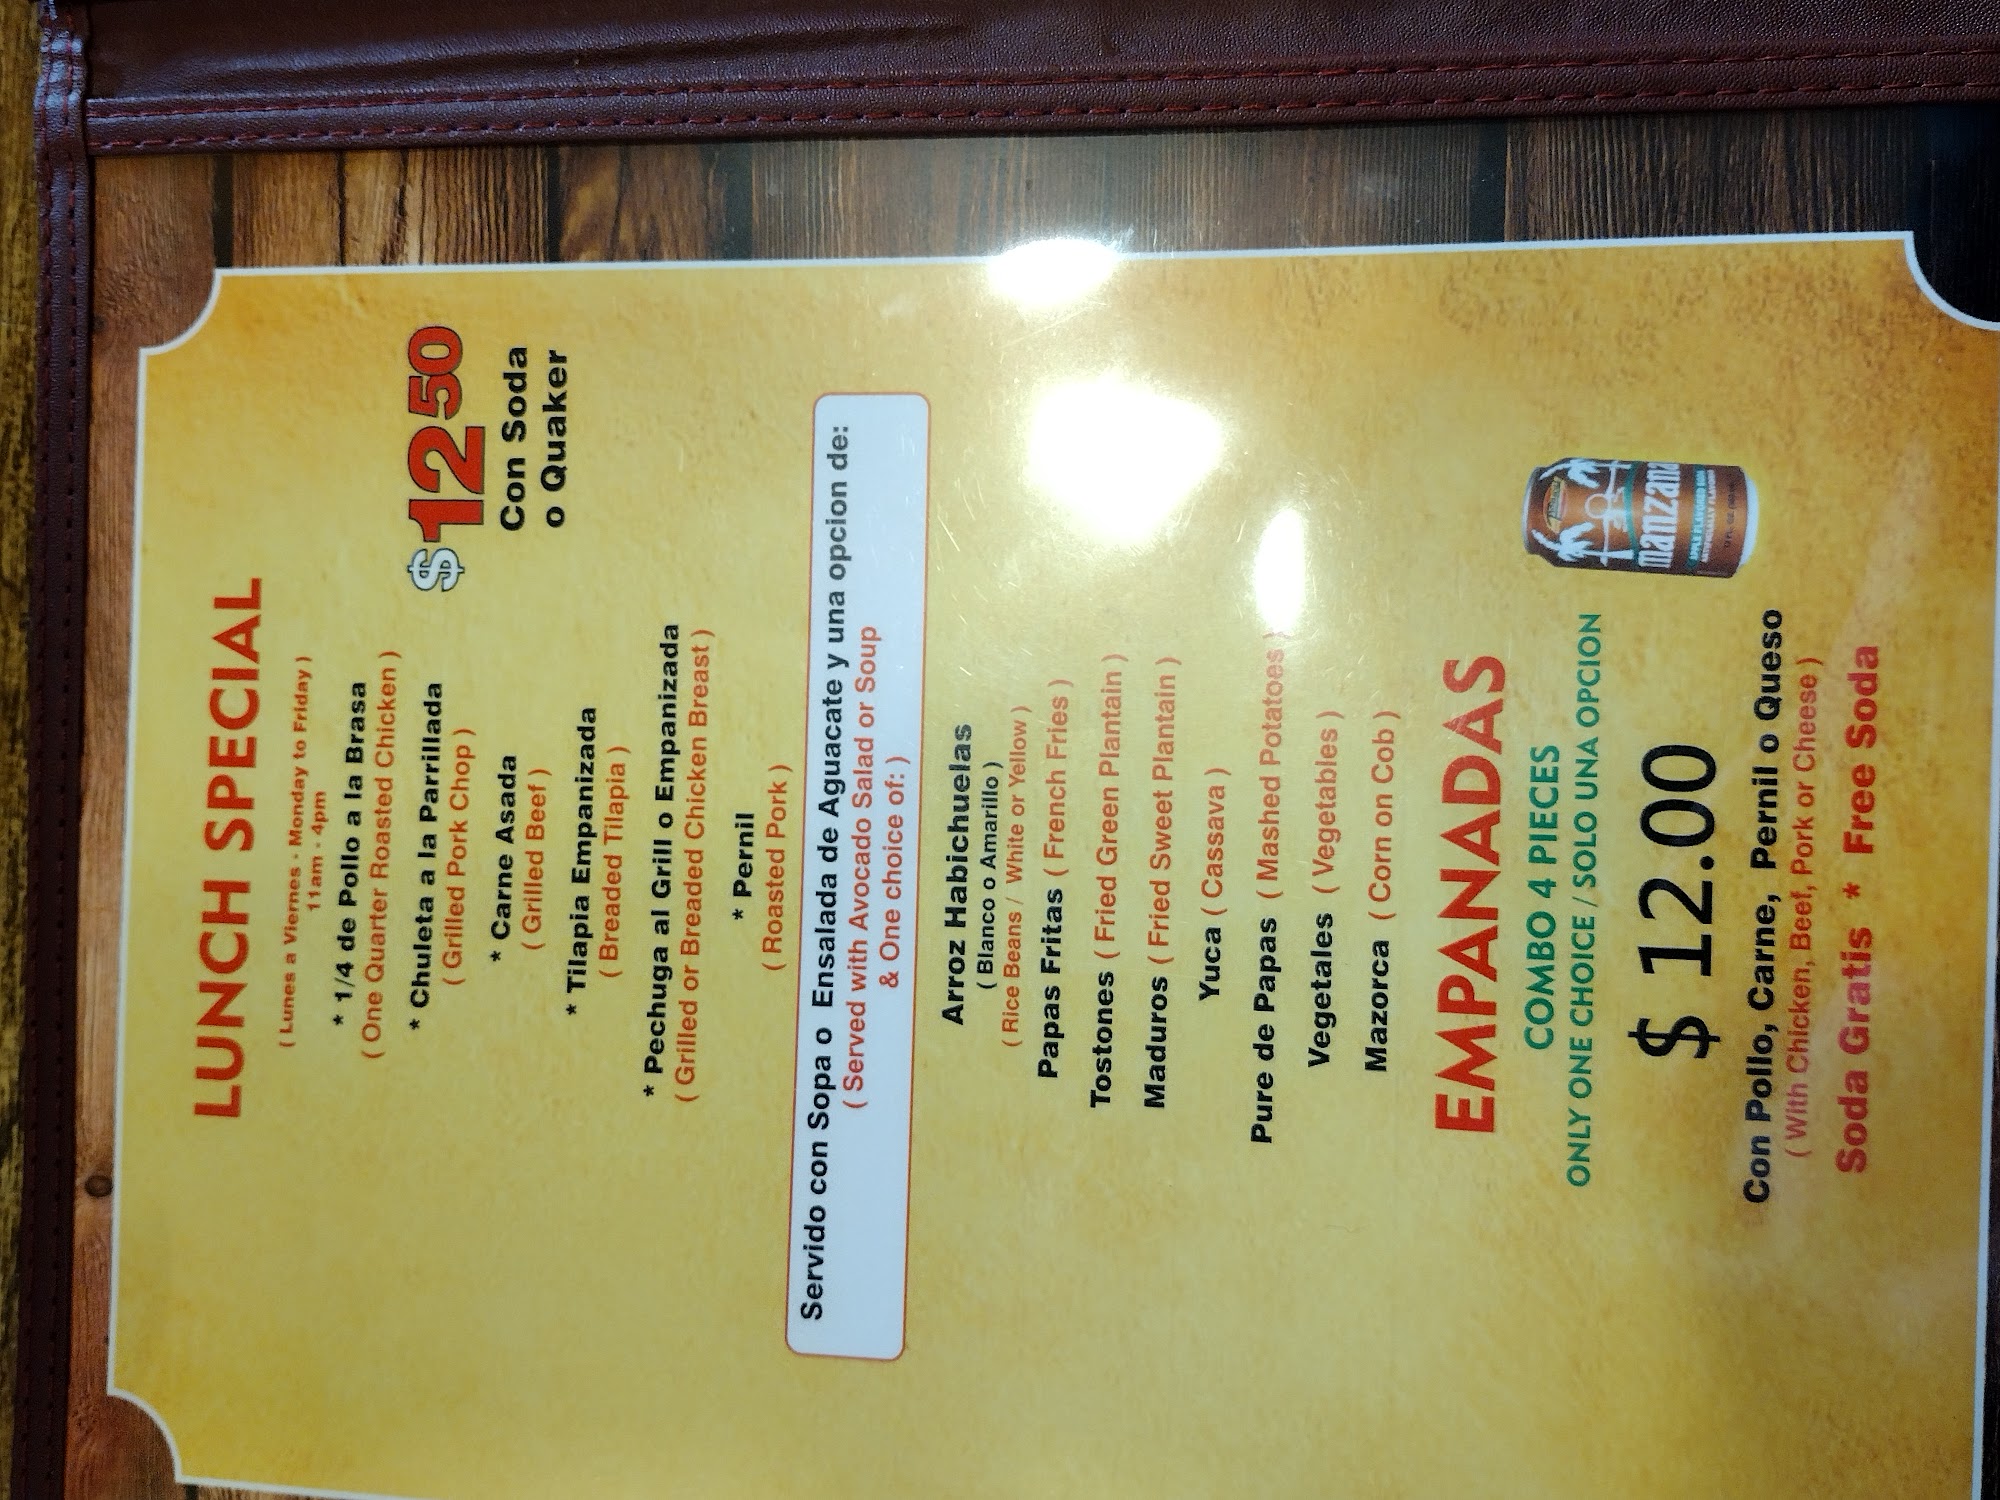 LUNCH SPECIAL
( Lunes a Viernes - Monday to Friday )
11am - 4pm
* 1/4 de Pollo a la Brasa
( One Quarter Roasted Chicken )
* Chuleta a la Parrillada
( Grilled Pork Chop )
$1250
Con Soda
o Quaker
* Carne Asada
( Grilled Beef )
* Tilapia Empanizada
( Breaded Tilapia )
* Pechuga al Grill o Empanizada
( Grilled or Breaded Chicken Breast )
* Pernil
( Roasted Pork )
Servido con Sopa o Ensalada de Aguacate y una opcion de:
( Served with Avocado Salad or Soup
& One choice of: )
Arroz Habichuelas
( Blanco o Amarillo )
( Rice Beans / White or Yellow )
Papas Fritas ( French Fries )
Tostones ( Fried Green Plantain )
Maduros ( Fried Sweet Plantain )
Yuca ( Cassava )
Pure de Papas ( Mashed Potatoes )
Vegetales ( Vegetables )
Mazorca ( Corn on Cob )
EMPANADAS
COMBO 4 PIECES
ONLY ONE CHOICE / SOLO UNA OPCION
$ 12.00
manzana
APPLE FLAVORED SODA
Con Pollo, Carne, Pernil o Queso
( With Chicken, Beef, Pork or Cheese )
Soda Gratis * Free Soda